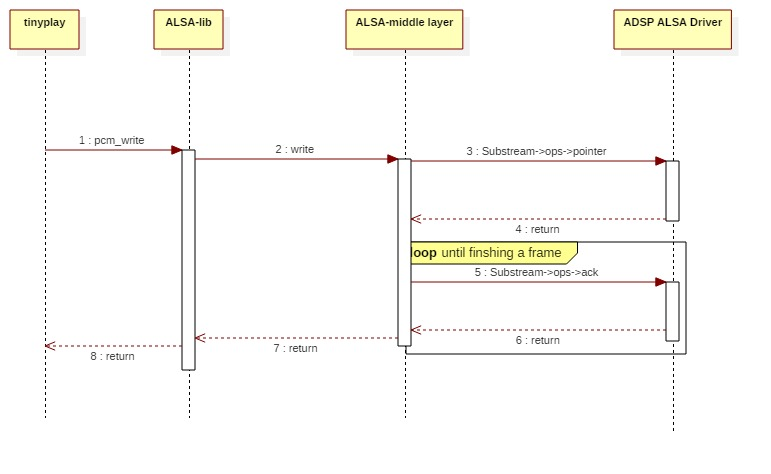 tinyplay
ALSA-lib
ALSA-middle layer
ADSP ALSA Driver
1 : pcm_write
2 : write
3 : Substream->ops->pointer
4 : return
loop until finshing a frame
5 : Substream->ops->ack
6 : return
7 : return
8 : return